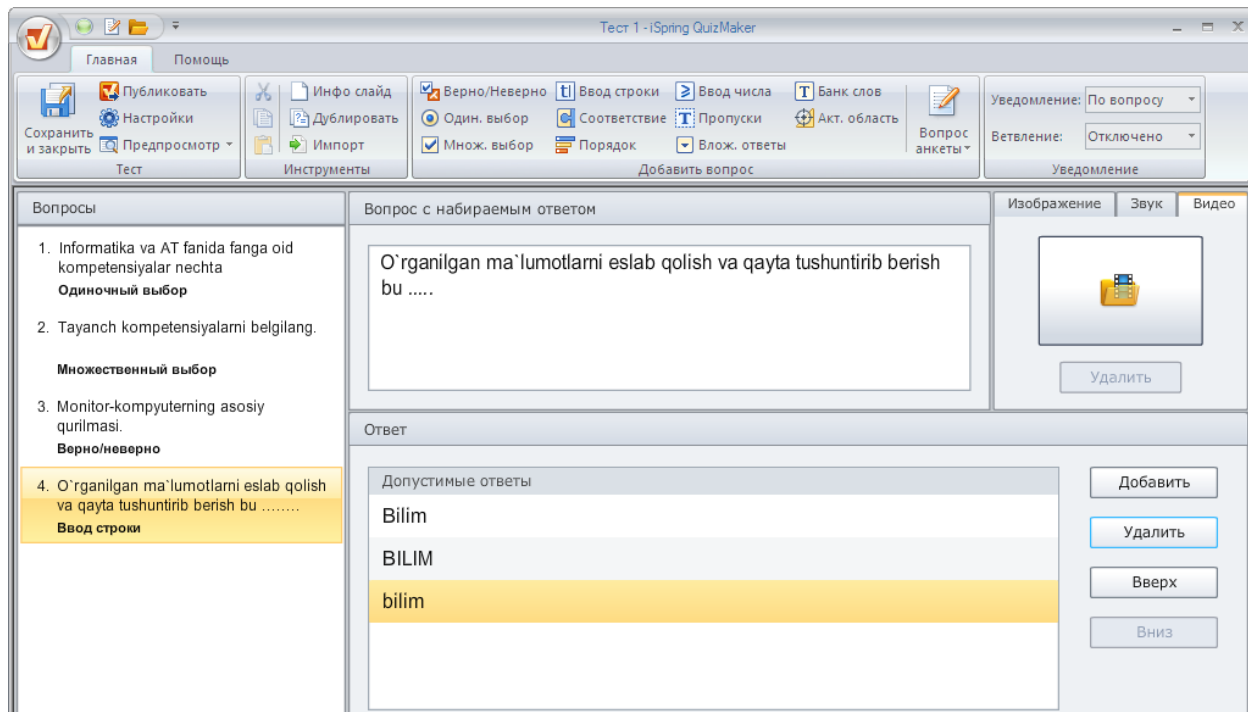 Тест 1 - iSpring QuizMaker
Главная Помощь
Сохранить и закрыть
Публиковать
Настройки
Предпросмотр
Тест
Инфо слайд
Дублировать
Импорт
Инструменты
Верно/Неверно Ввод строки Ввод числа Банк слов
Один. выбор Соответствие Пропуски Акт. область
Множ. выбор Порядок Влож. ответы
Вопрос анкеты
Добавить вопрос
Уведомление: По вопросу
Ветвление: Отключено
Уведомление
Вопросы
1. Informatika va AT fanida fanga oid
kompetensiyalar nechta
Одиночный выбор
2. Tayanch kompetensiyalarni belgilang.
Множественный выбор
3. Monitor-kompyuterning asosiy
qurilmasi.
Верно/неверно
4. O`rganilgan ma`lumotlarni eslab qolish
va qayta tushuntirib berish bu ........
Ввод строки
Вопрос с набираемым ответом
O`rganilgan ma`lumotlarni eslab qolish va qayta tushuntirib berish
bu .....
Изображение Звук Видео
Удалить
Ответ
Допустимые ответы
Bilim
BILIM
bilim
Добавить
Удалить
Вверх
Вниз